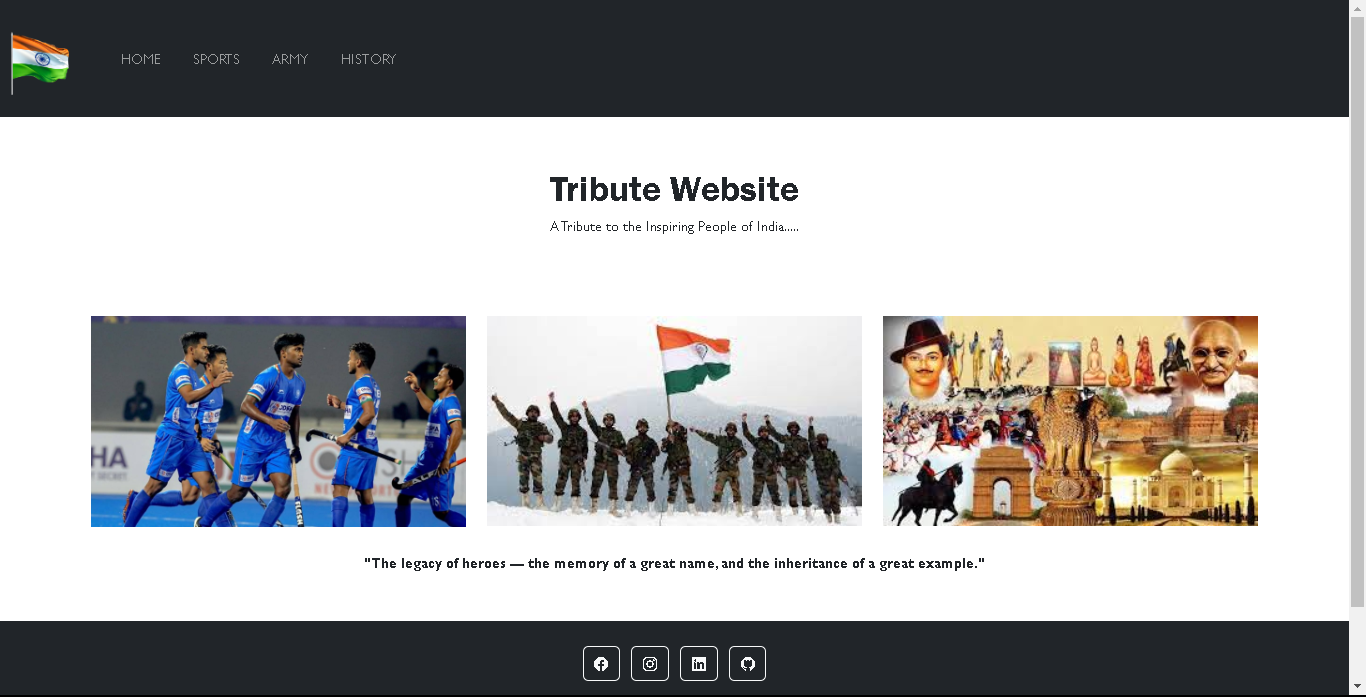 HOME SPORTS ARMY HISTORY
Tribute Website
A Tribute to the Inspiring People of India.....
"The legacy of heroes — the memory of a great name, and the inheritance of a great example."